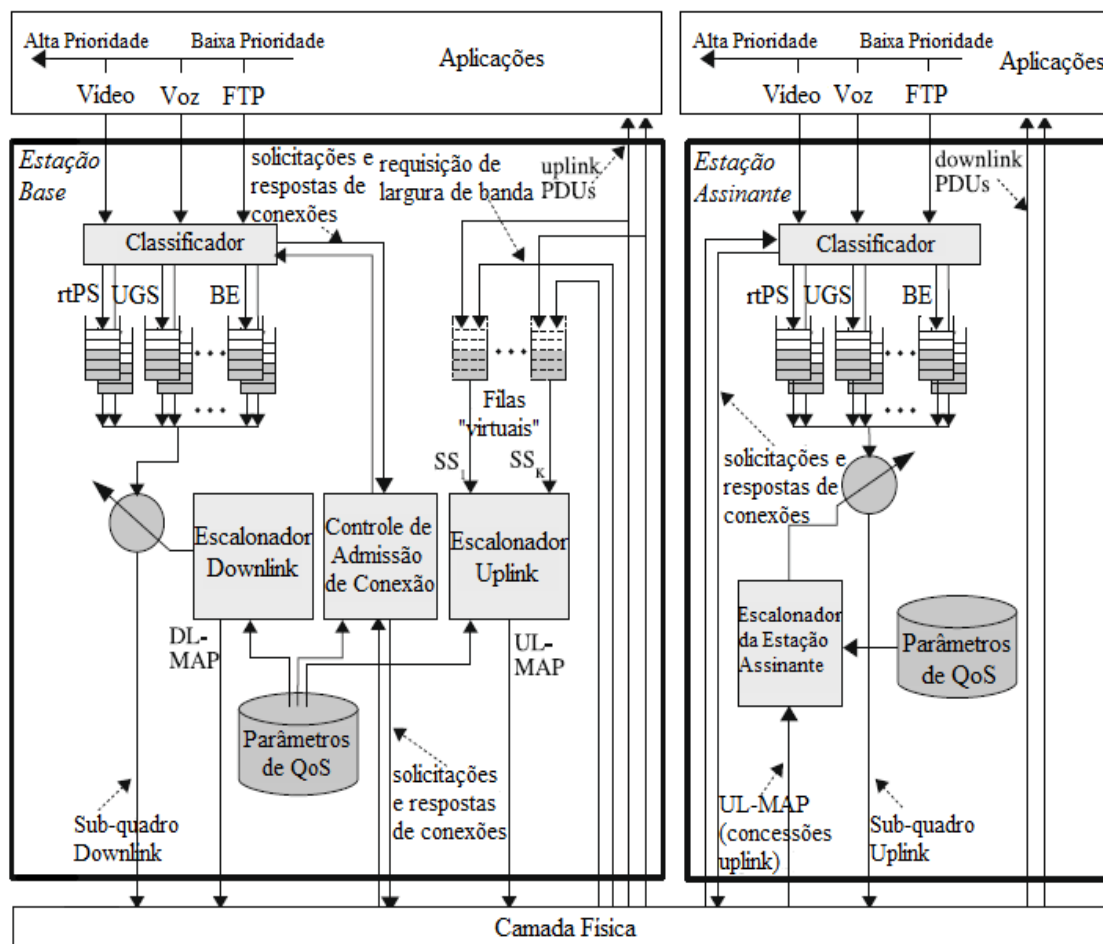 Alta Prioridade
Baixa Prioridade
Aplicações
Vídeo
Voz
FTP
Estação
Base
solicitações e
respostas de
conexões
requisição de
largura de banda
uplink
PDUs
Classificador
rtPS
UGS
BE
Filas
"virtuais"
SS1
SSK
Escalonador
Downlink
Controle de
Admissão
de Conexão
Escalonador
Uplink
DL-
MAP
UL-
MAP
Parâmetros
de QoS
Sub-quadro
Downlink
solicitações
e respostas
de conexões
Alta Prioridade
Baixa Prioridade
Aplicações
Vídeo
Voz
FTP
Estação
Assinante
downlink
PDUs
Classificador
rtPS
UGS
BE
solicitações e
respostas de
conexões
Escalonador
da Estação
Assinante
Parâmetros
de QoS
UL-MAP
(concessões
uplink)
Sub-quadro
Uplink
Camada Física